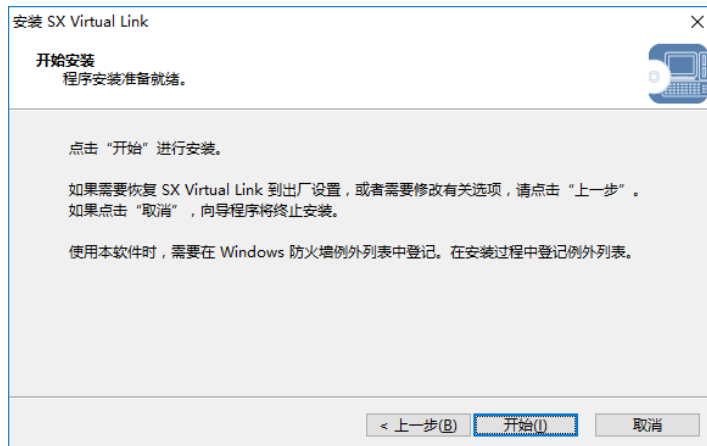 安装 SX Virtual Link
开始安装
程序安装准备就绪。
点击“开始”进行安装。
如果需要恢复 SX Virtual Link 到出厂设置，或者需要修改有关选项，请点击“上一步”。
如果点击“取消”，向导程序将终止安装。
使用本软件时，需要在 Windows 防火墙例外列表中登记。在安装过程中登记例外列表。
< 上一步(B) 开始(I) 取消